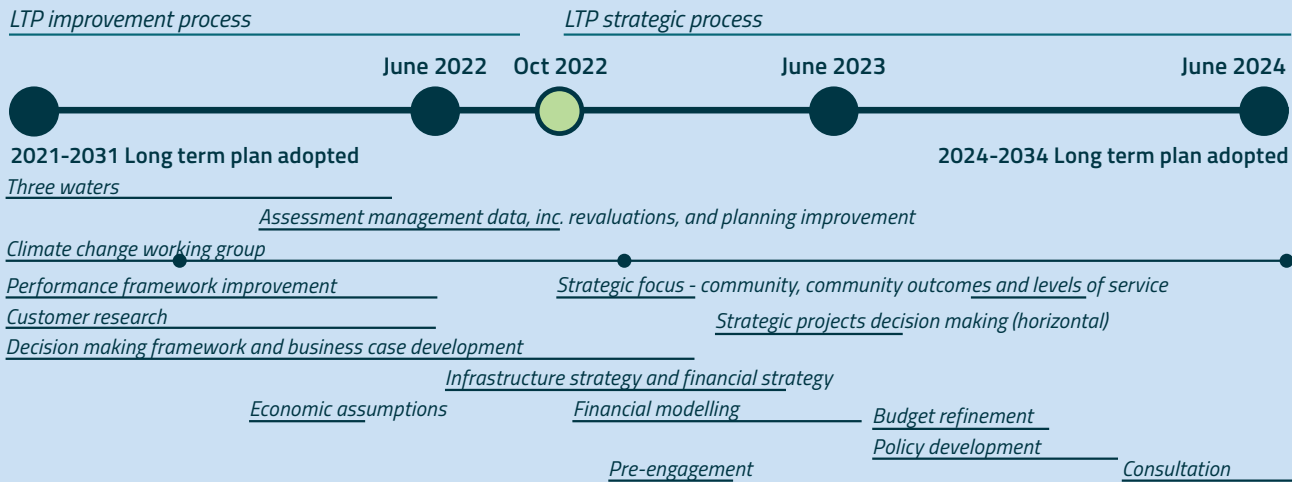 LTP improvement process
LTP strategic process
June 2022
Oct 2022
June 2023
June 2024
2021-2031 Long term plan adopted
2024-2034 Long term plan adopted
Three waters
Assessment management data, inc. revaluations, and planning improvement
Climate change working group
Performance framework improvement
Strategic focus - community, community outcomes and levels of service
Customer research
Strategic projects decision making (horizontal)
Decision making framework and business case development
Infrastructure strategy and financial strategy
Economic assumptions
Financial modelling
Budget refinement
Policy development
Pre-engagement
Consultation